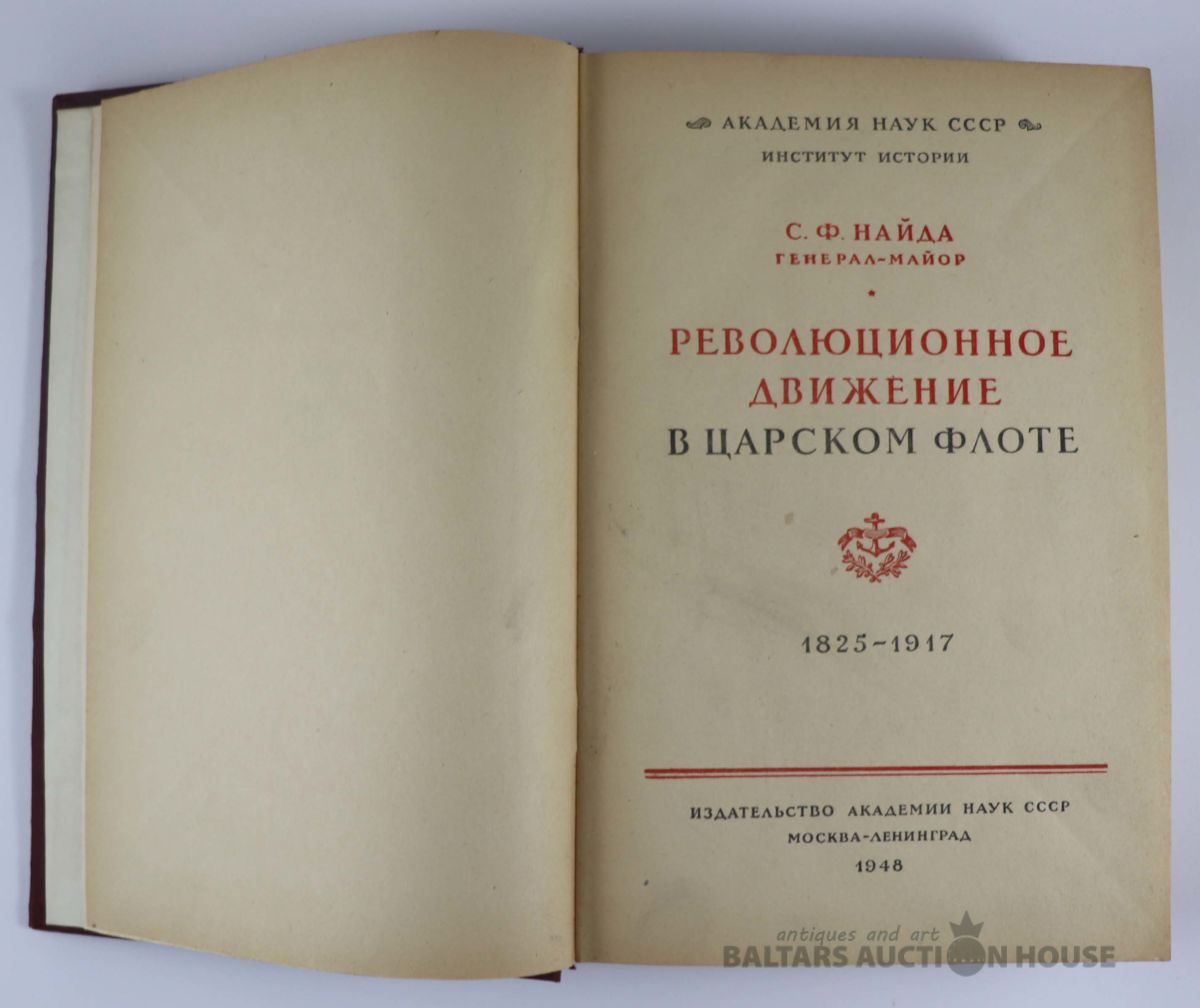 АКАДЕМИЯ НАУК СССР
ИНСТИТУТ ИСТОРИИ
С. Ф. НАЙДА
ГЕНЕРАЛ-МАЙОР
РЕВОЛЮЦИОННОЕ
ДВИЖЕНИЕ
В ЦАРСКОМ ФЛОТЕ
1825-1917
ИЗДАТЕЛЬСТВО АКАДЕМИИ НАУК СССР
МОСКВА-ЛЕНИНГРАД
1948
antiques and art
BALTARS AUCTION HOUSE